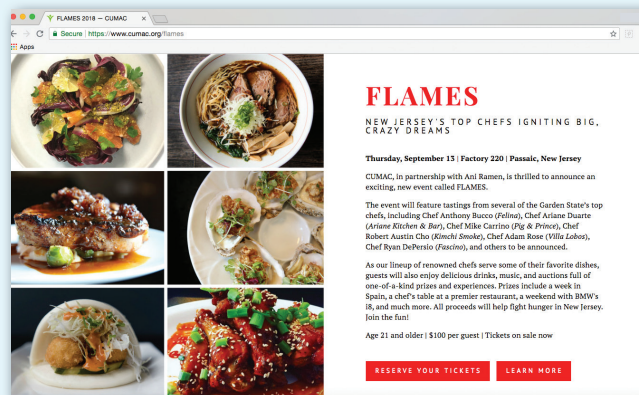 FLAMES 2018 — CUMAC
Secure | https://www.cumac.org/flames
Apps
FLAMES
NEW JERSEY'S TOP CHEFS IGNITING BIG,
CRAZY DREAMS
Thursday, September 13 | Factory 220 | Passaic, New Jersey
CUMAC, in partnership with Ani Ramen, is thrilled to announce an
exciting, new event called FLAMES.
The event will feature tastings from several of the Garden State's top
chefs, including Chef Anthony Bucco (Felina), Chef Ariane Duarte
(Ariane Kitchen & Bar), Chef Mike Carrino (Pig & Prince), Chef
Robert Austin Cho (Kimchi Smoke), Chef Adam Rose (Villa Lobos),
Chef Ryan DePersio (Fascino), and others to be announced.
As our lineup of renowned chefs serve some of their favorite dishes,
guests will also enjoy delicious drinks, music, and auctions full of
one-of-a-kind prizes and experiences. Prizes include a week in
Spain, a chef's table at a premier restaurant, a weekend with BMW's
i8, and much more. All proceeds will help fight hunger in New Jersey.
Join the fun!
Age 21 and older | $100 per guest | Tickets on sale now
RESERVE YOUR TICKETS
LEARN MORE